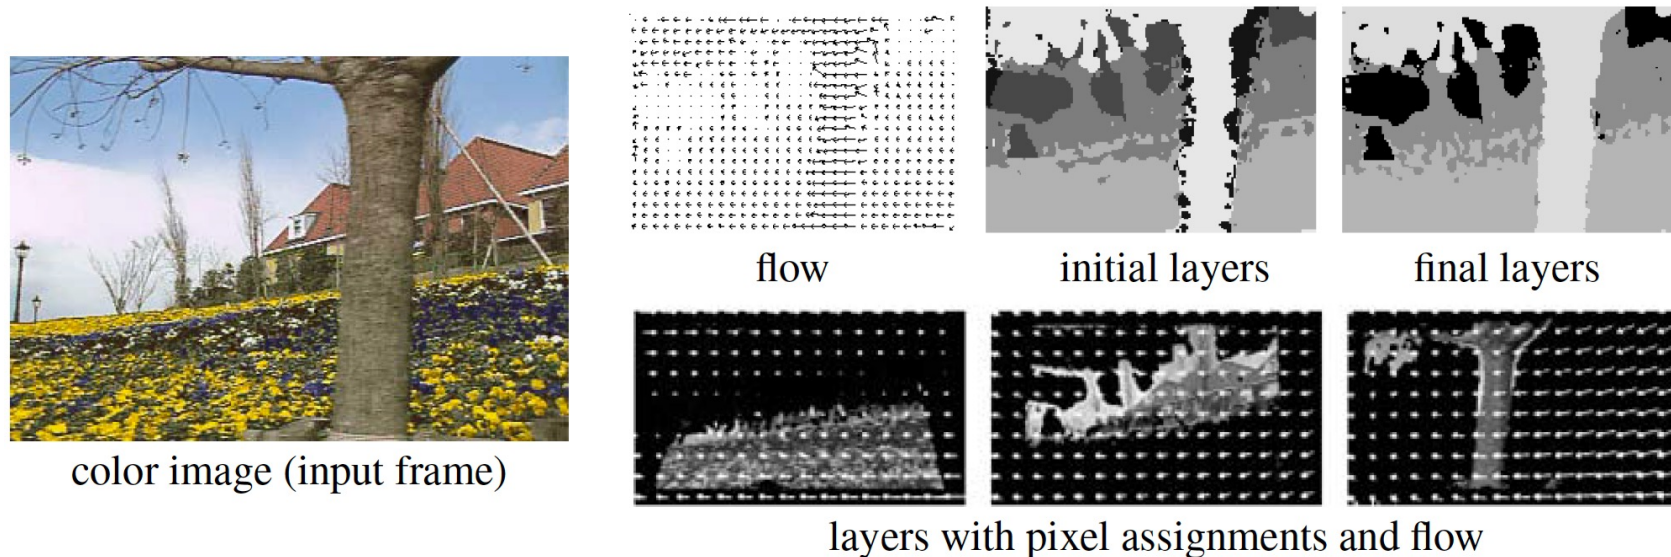 flow
initial layers
final layers
color image (input frame)
layers with pixel assignments and flow